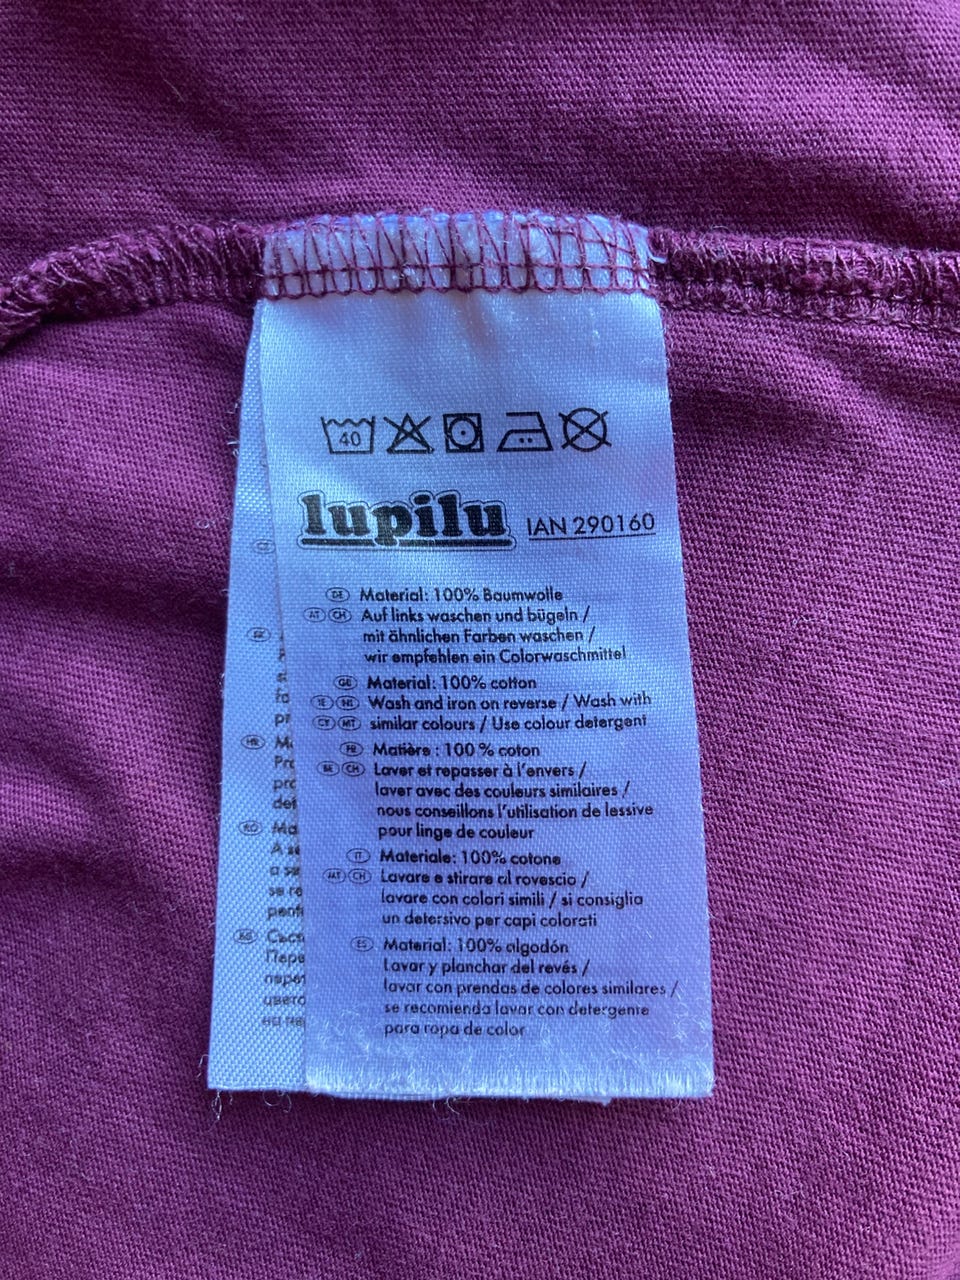 40
lupilu IAN 290160
DE Material: 100% Baumwolle
AT CH Auf links waschen und bügeln /
mit ähnlichen Farben waschen /
wir empfehlen ein Colorwaschmittel
GB Material: 100% cotton
IE NI Wash and iron on reverse / Wash with
CY MT similar colours / Use colour detergent
FR Matière : 100 % coton
BE CH Laver et repasser à l'envers /
laver avec des couleurs similaires /
nous conseillons l'utilisation de lessive
pour linge de couleur
IT Materiale: 100% cotone
MT CH Lavare e stirare al rovescio /
lavare con colori simili / si consiglia
un detersivo per capi colorati
ES Material: 100% algodón
Lavar y planchar del revés /
lavar con prendas de colores similares /
se recomienda lavar con detergente
para ropa de color